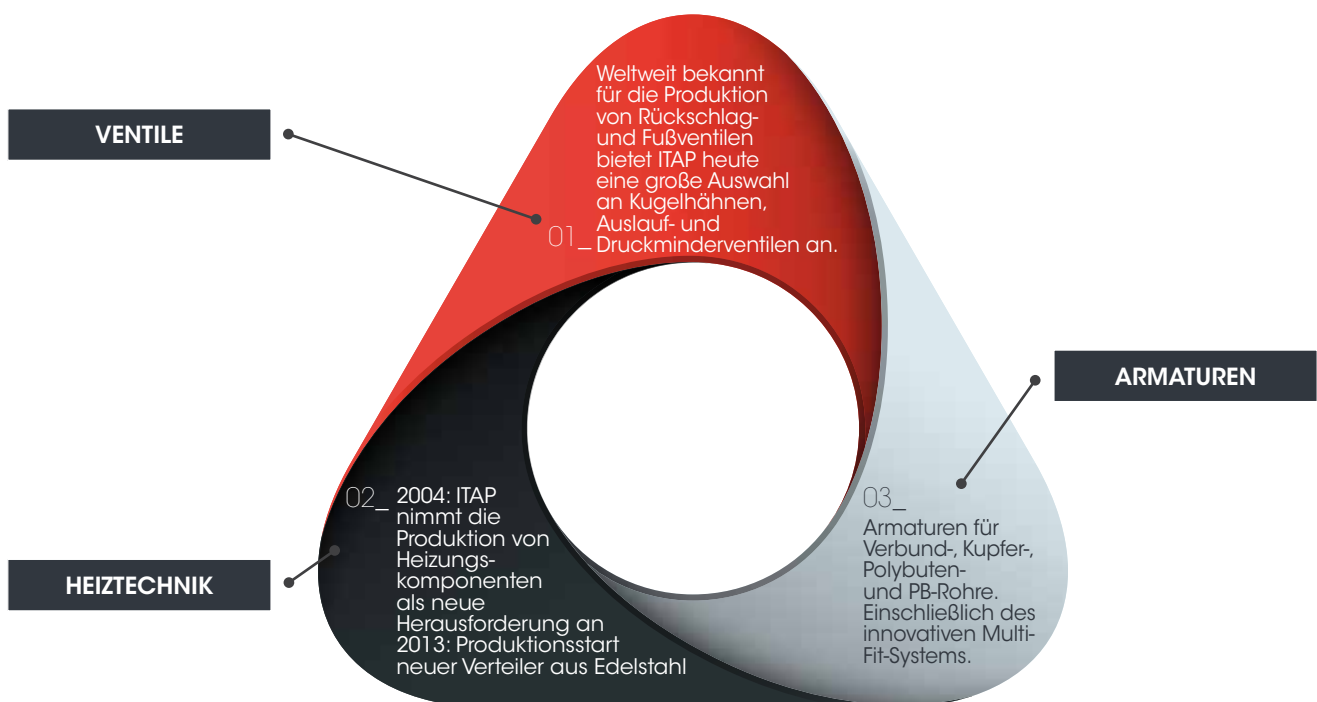 VENTILE
Weltweit bekannt
für die Produktion
von Rückschlag-
und Fußventilen
bietet ITAP heute
eine große Auswahl
an Kugelhähnen,
Auslauf- und
01_ Druckminderventilen an.
ARMATUREN
HEIZTECHNIK
02_ 2004: ITAP
nimmt die
Produktion von
Heizungs-
komponenten
als neue
Herausforderung an
2013: Produktionsstart
neuer Verteiler aus Edelstahl
03_
Armaturen für
Verbund-, Kupfer-,
Polybuten-
und PB-Rohre.
Einschließlich des
innovativen Multi-
Fit-Systems.